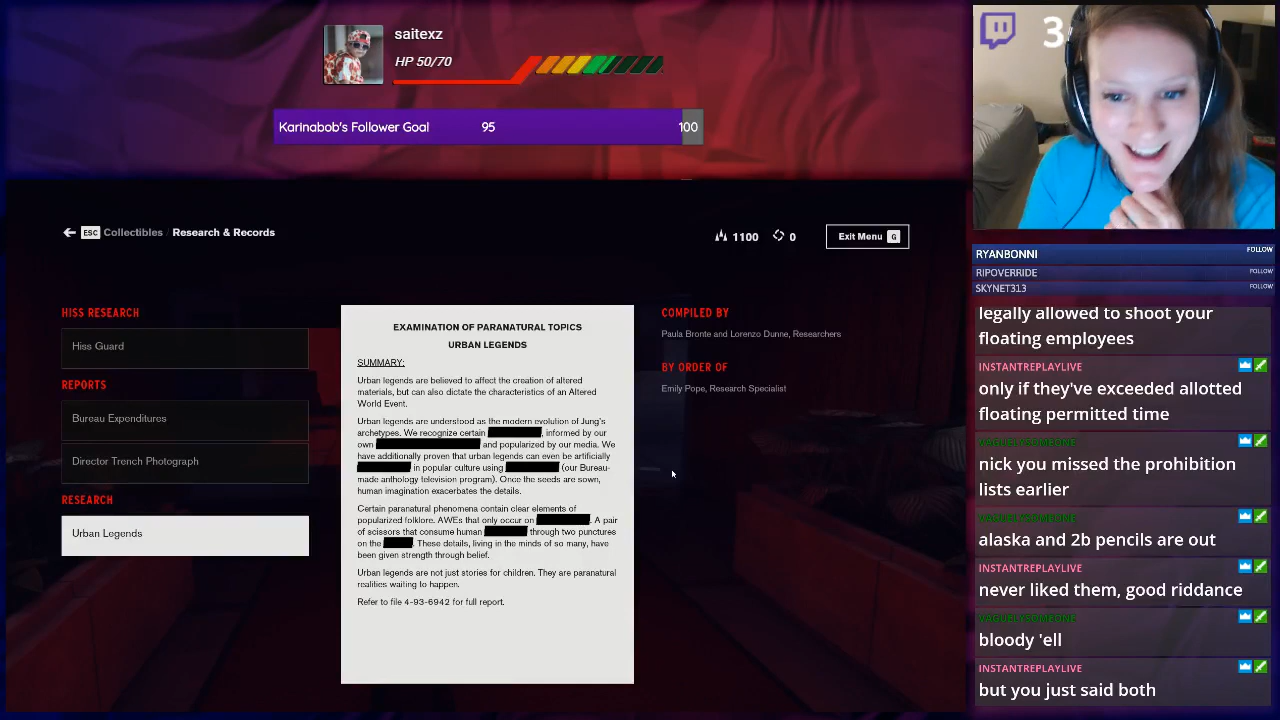 saitexz
HP 50/70
Karinabob's Follower Goal 95 100
3
← ESC Collectibles / Research & Records
1100 0 Exit Menu G
HISS RESEARCH
Hiss Guard
REPORTS
Bureau Expenditures
Director Trench Photograph
RESEARCH
Urban Legends
EXAMINATION OF PARANATURAL TOPICS
URBAN LEGENDS
SUMMARY:
Urban legends are believed to affect the creation of altered
materials, but can also dictate the characteristics of an Altered
World Event.
Urban legends are understood as the modern evolution of Jung's
archetypes. We recognize certain , informed by our
own and popularized by our media. We
have additionally proven that urban legends can even be artificially
in popular culture using (our Bureau-
made anthology television program). Once the seeds are sown,
human imagination exacerbates the details.
Certain paranatural phenomena contain clear elements of
popularized folklore. AWEs that only occur on . A pair
of scissors that consume human through two punctures
on the . These details, living in the minds of so many, have
been given strength through belief.
Urban legends are not just stories for children. They are paranatural
realities waiting to happen.
Refer to file 4-93-6942 for full report.
COMPILED BY
Paula Bronte and Lorenzo Dunne, Researchers
BY ORDER OF
Emily Pope, Research Specialist
RYANBONNI FOLLOW
RIPOVERRIDE FOLLOW
SKYNET313 FOLLOW
legally allowed to shoot your
floating employees
INSTANTREPLAYLIVE
only if they've exceeded allotted
floating permitted time
VAGUELYSOMEONE
nick you missed the prohibition
lists earlier
VAGUELYSOMEONE
alaska and 2b pencils are out
INSTANTREPLAYLIVE
never liked them, good riddance
VAGUELYSOMEONE
bloody 'ell
INSTANTREPLAYLIVE
but you just said both